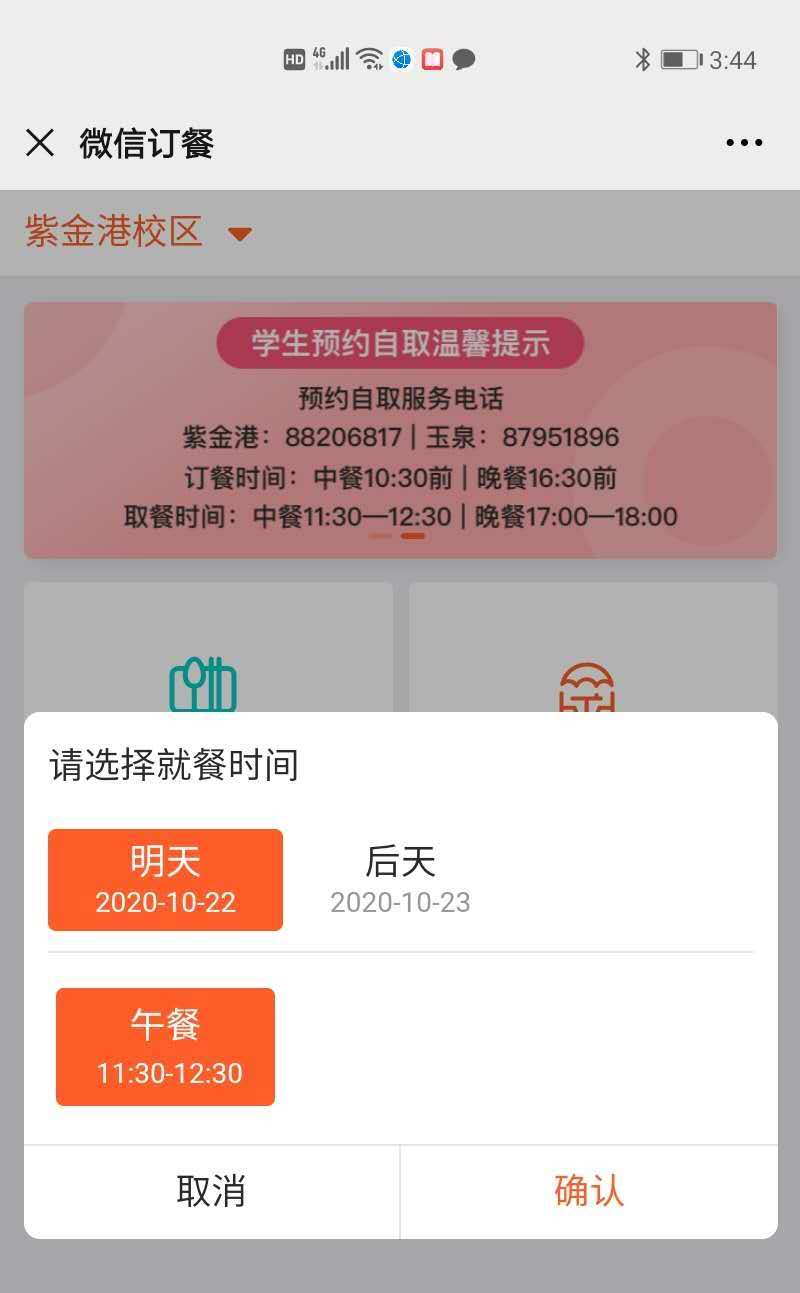 HD 4G 3:44
微信订餐
紫金港校区
学生预约自取温馨提示
预约自取服务电话
紫金港：88206817 | 玉泉：87951896
订餐时间：中餐10:30前 | 晚餐16:30前
取餐时间：中餐11:30—12:30 | 晚餐17:00—18:00
请选择就餐时间
明天 后天
2020-10-22 2020-10-23
午餐
11:30-12:30
取消 确认